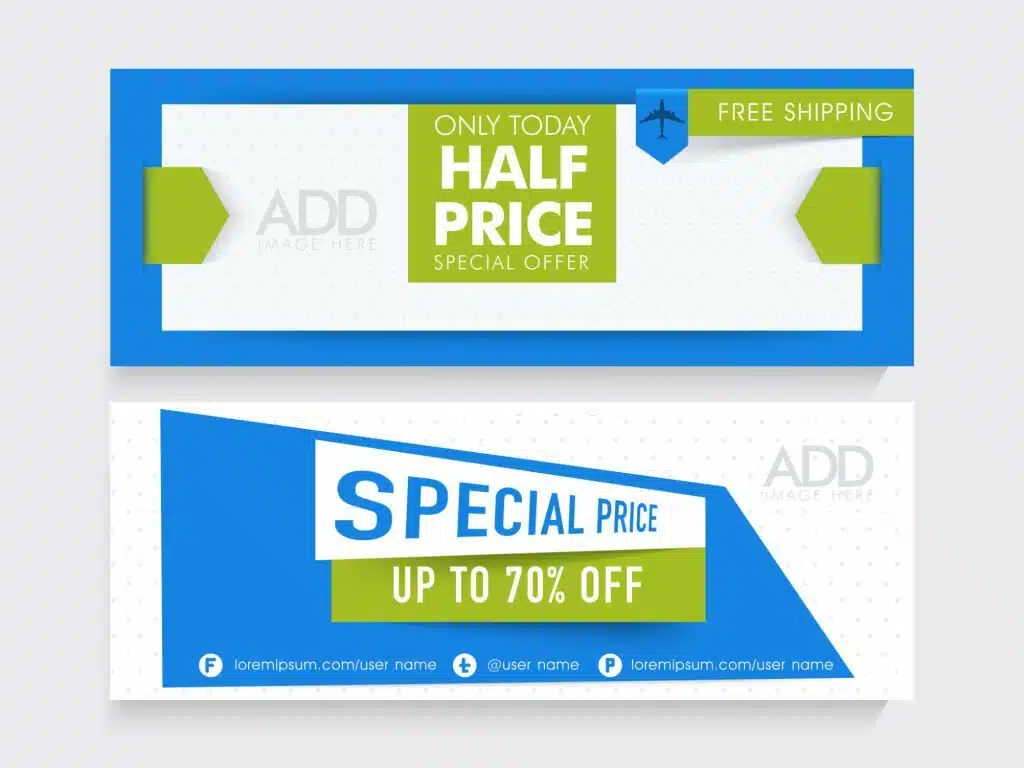 FREE SHIPPING
ONLY TODAY
HALF
PRICE
SPECIAL OFFER
ADD
IMAGE HERE
ADD
IMAGE HERE
SPECIAL PRICE
UP TO 70% OFF
F loremipsum.com/user name t @user name P loremipsum.com/user name